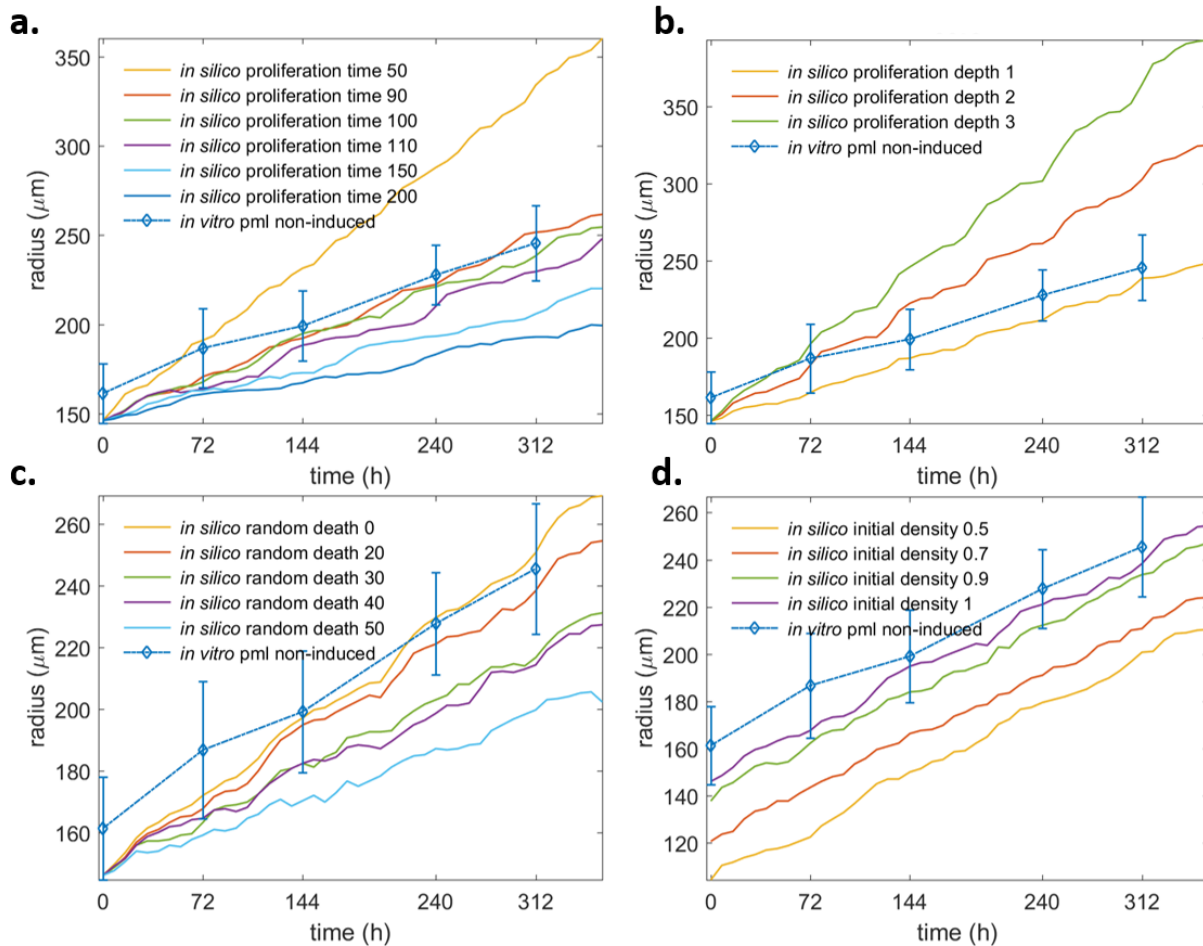 a.
350
300
250
200
150
radius (μm)
in silico proliferation time 50
in silico proliferation time 90
in silico proliferation time 100
in silico proliferation time 110
in silico proliferation time 150
in silico proliferation time 200
in vitro pml non-induced
0 72 144 240 312
time (h)
b.
350
300
250
200
150
radius (μm)
in silico proliferation depth 1
in silico proliferation depth 2
in silico proliferation depth 3
in vitro pml non-induced
0 72 144 240 312
time (h)
c.
260
240
220
200
180
160
radius (μm)
in silico random death 0
in silico random death 20
in silico random death 30
in silico random death 40
in silico random death 50
in vitro pml non-induced
0 72 144 240 312
time (h)
d.
260
240
220
200
180
160
140
120
radius (μm)
in silico initial density 0.5
in silico initial density 0.7
in silico initial density 0.9
in silico initial density 1
in vitro pml non-induced
0 72 144 240 312
time (h)